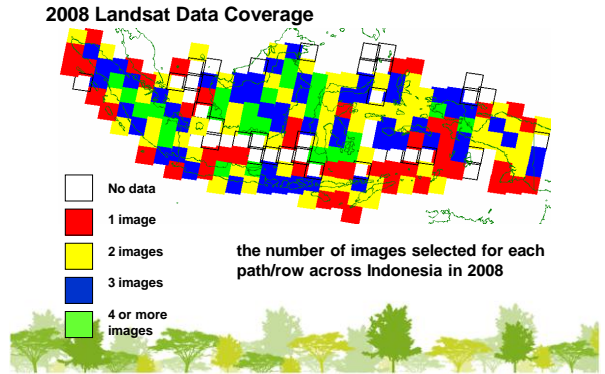 2008 Landsat Data Coverage
No data
1 image
2 images
3 images
4 or more
images
the number of images selected for each
path/row across Indonesia in 2008